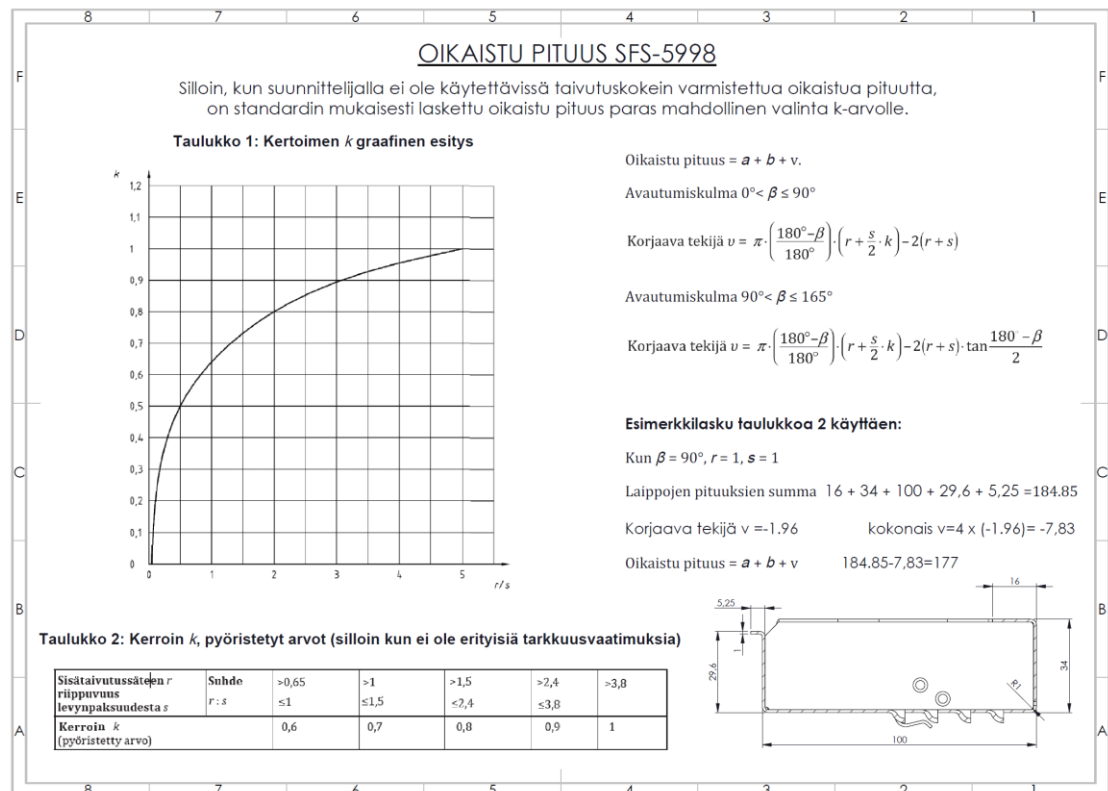 8 7 6 5 4 3 2 1
OIKAISTU PITUUS SFS-5998
Silloin, kun suunnittelijalla ei ole käytettävissä taivutuskokein varmistettua oikaistua pituutta,
on standardin mukaisesti laskettu oikaistu pituus paras mahdollinen valinta k-arvolle.
F F
E E
D D
C C
B B
A A
Taulukko 1: Kertoimen k graafinen esitys
k
1,2
1,1
1
0,9
0,8
0,7
0,6
0,5
0,4
0,3
0,2
0,1
0
0 1 2 3 4 5
r/s
Oikaistu pituus = a + b + v.
Avautumiskulma 0°< β ≤ 90°
Korjaava tekijä υ = π·((180°–β)/180°)·(r + s/2·k)–2(r + s)
Avautumiskulma 90°< β ≤ 165°
Korjaava tekijä υ = π·((180°–β)/180°)·(r + s/2·k)–2(r + s)·tan (180°–β)/2
Esimerkkilasku taulukkoa 2 käyttäen:
Kun β = 90°, r = 1, s = 1
Laippojen pituuksien summa 16 + 34 + 100 + 29,6 + 5,25 =184.85
Korjaava tekijä v =-1.96 kokonais v=4 x (-1.96)= -7,83
Oikaistu pituus = a + b + v 184.85-7,83=177
16
5,25
1
29,6
34
R1
100
Taulukko 2: Kerroin k, pyöristetyt arvot (silloin kun ei ole erityisiä tarkkuusvaatimuksia)
Sisätaivutussäteen r Suhde >0,65 >1 >1,5 >2,4 >3,8
riippuvuus
levynpaksuudesta s r : s ≤1 ≤1,5 ≤2,4 ≤3,8
Kerroin k 0,6 0,7 0,8 0,9 1
(pyöristetty arvo)
8 7 6 5 4 3 2 1